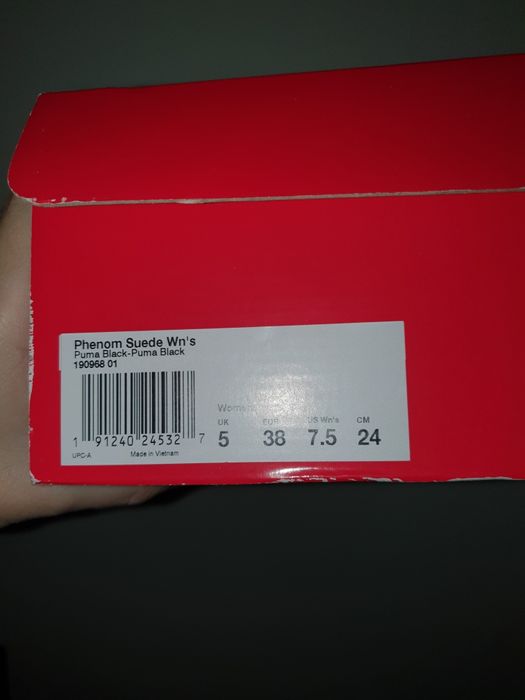 Phenom Suede Wn's
Puma Black-Puma Black
190968 01
1 91240 24532 7
UPC-A Made in Vietnam
UK EUR US Wn's CM
5 38 7.5 24